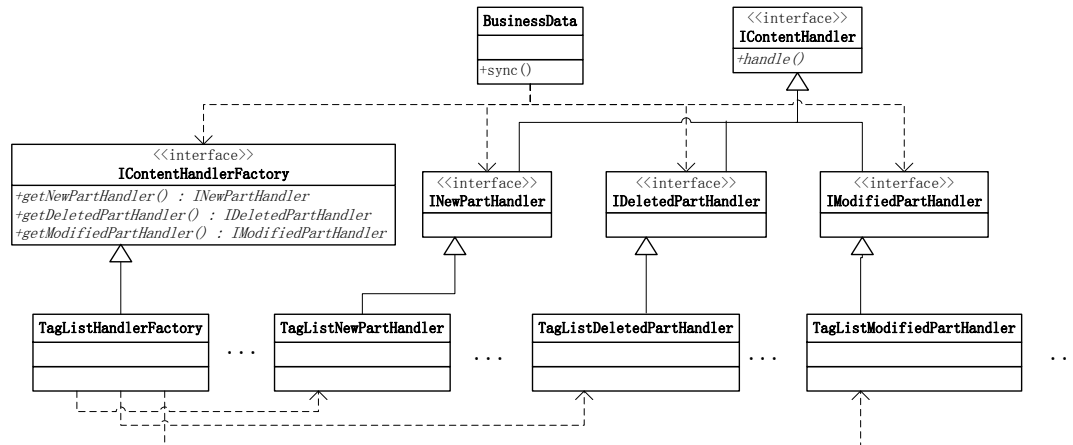 BusinessData
+sync()
<<interface>>
IContentHandler
+handle()
<<interface>>
IContentHandlerFactory
+getNewPartHandler() : INewPartHandler
+getDeletedPartHandler() : IDeletedPartHandler
+getModifiedPartHandler() : IModifiedPartHandler
<<interface>>
INewPartHandler
<<interface>>
IDeletedPartHandler
<<interface>>
IModifiedPartHandler
TagListHandlerFactory
...
TagListNewPartHandler
...
TagListDeletedPartHandler
...
TagListModifiedPartHandler
..